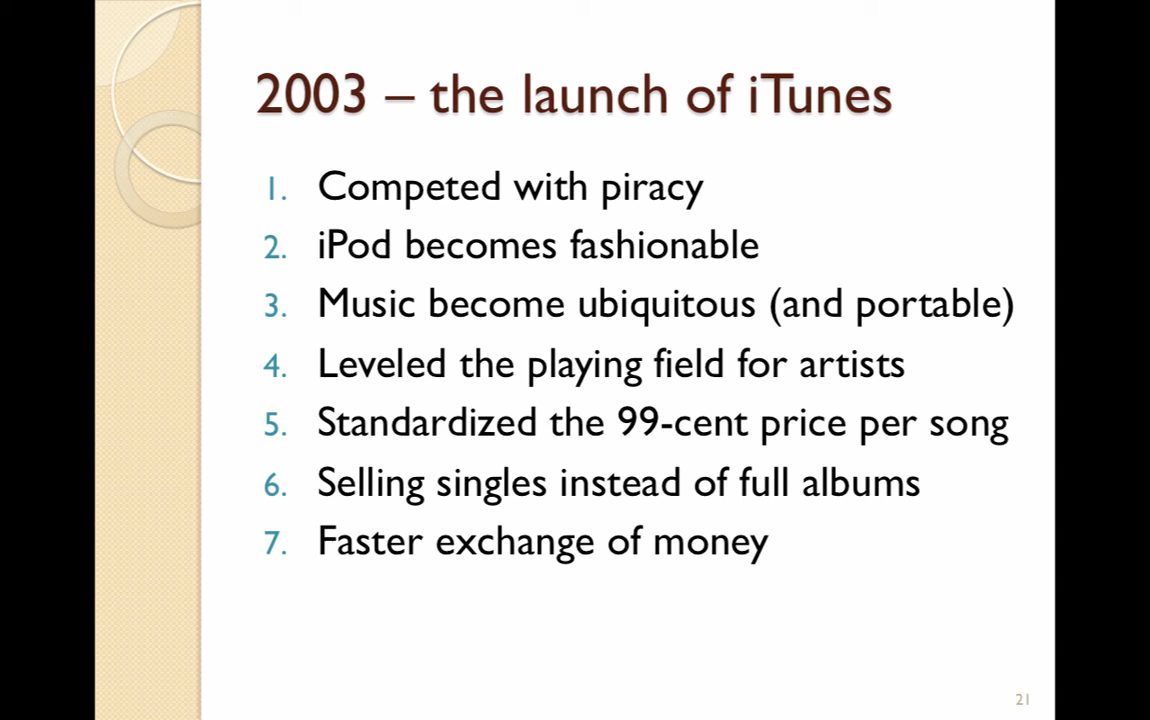 2003 – the launch of iTunes
1. Competed with piracy
2. iPod becomes fashionable
3. Music become ubiquitous (and portable)
4. Leveled the playing field for artists
5. Standardized the 99-cent price per song
6. Selling singles instead of full albums
7. Faster exchange of money
21